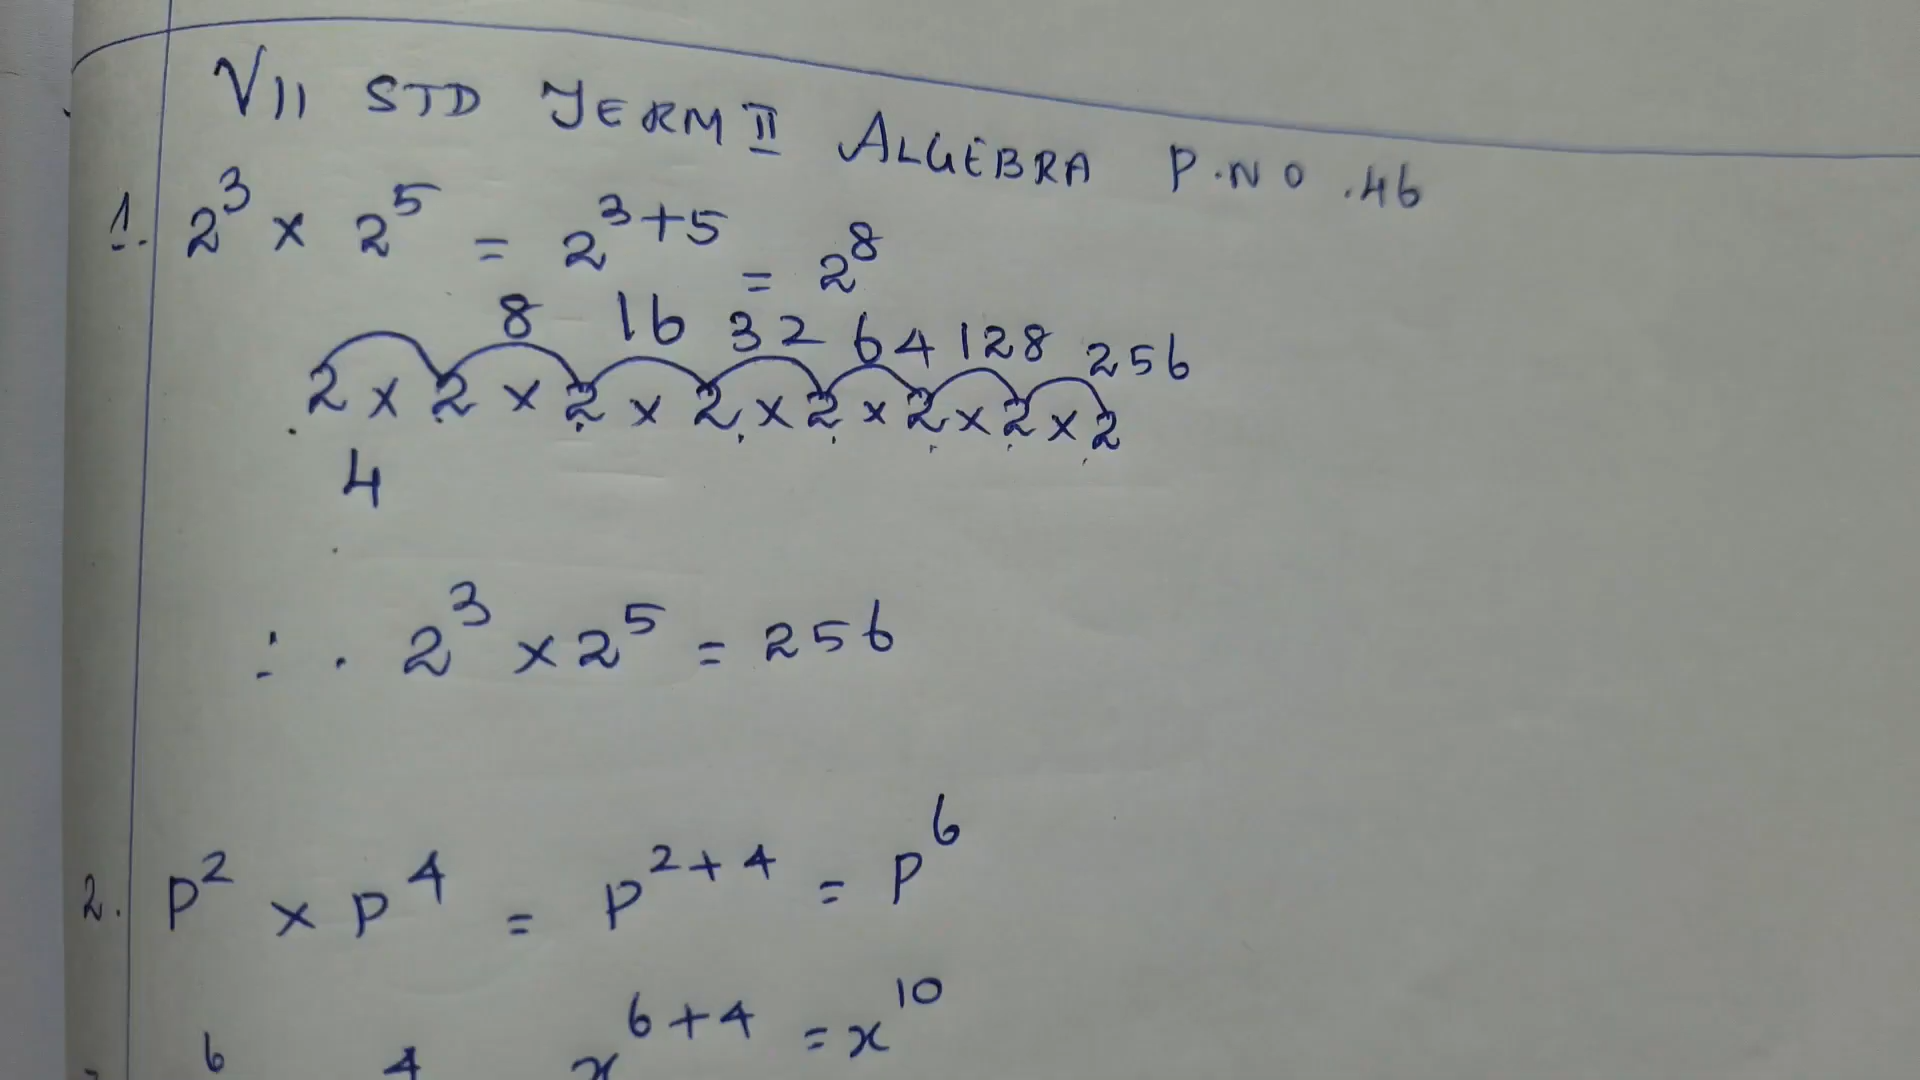 VII STD TERM II ALGEBRA P.NO.46
1. 2³ × 2⁵ = 2³⁺⁵ = 2⁸
8 16 32 64 128 256
2 × 2 × 2 × 2 × 2 × 2 × 2 × 2
4
∴ 2³ × 2⁵ = 256
2. P² × P⁴ = P²⁺⁴ = P⁶
6 4 x⁶⁺⁴ = x¹⁰